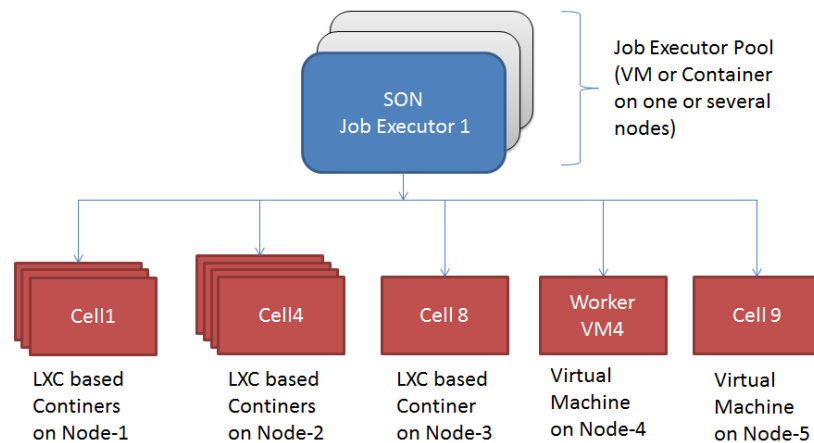 SON
Job Executor 1
Job Executor Pool
(VM or Container
on one or several
nodes)
Cell1
Cell4
Cell 8
Worker
VM4
Cell 9
LXC based
Continers
on Node-1
LXC based
Continers
on Node-2
LXC based
Continer
on Node-3
Virtual
Machine
on Node-4
Virtual
Machine
on Node-5